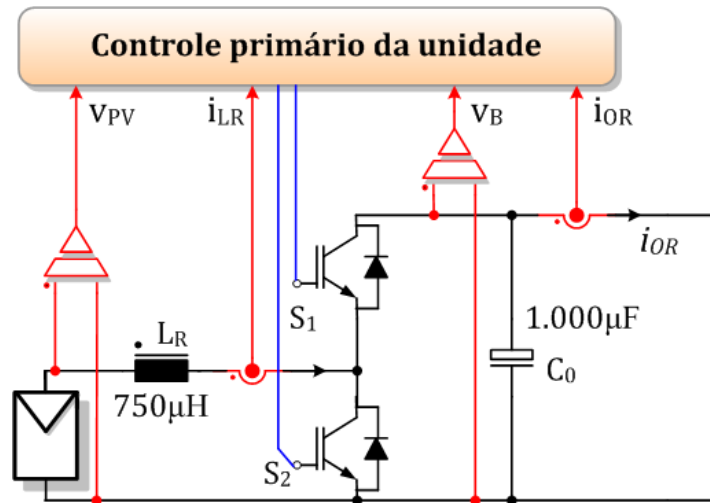 Controle primário da unidade
vPV
iLR
vB
iOR
iOR
S1
1.000µF
LR
C0
750µH
S2